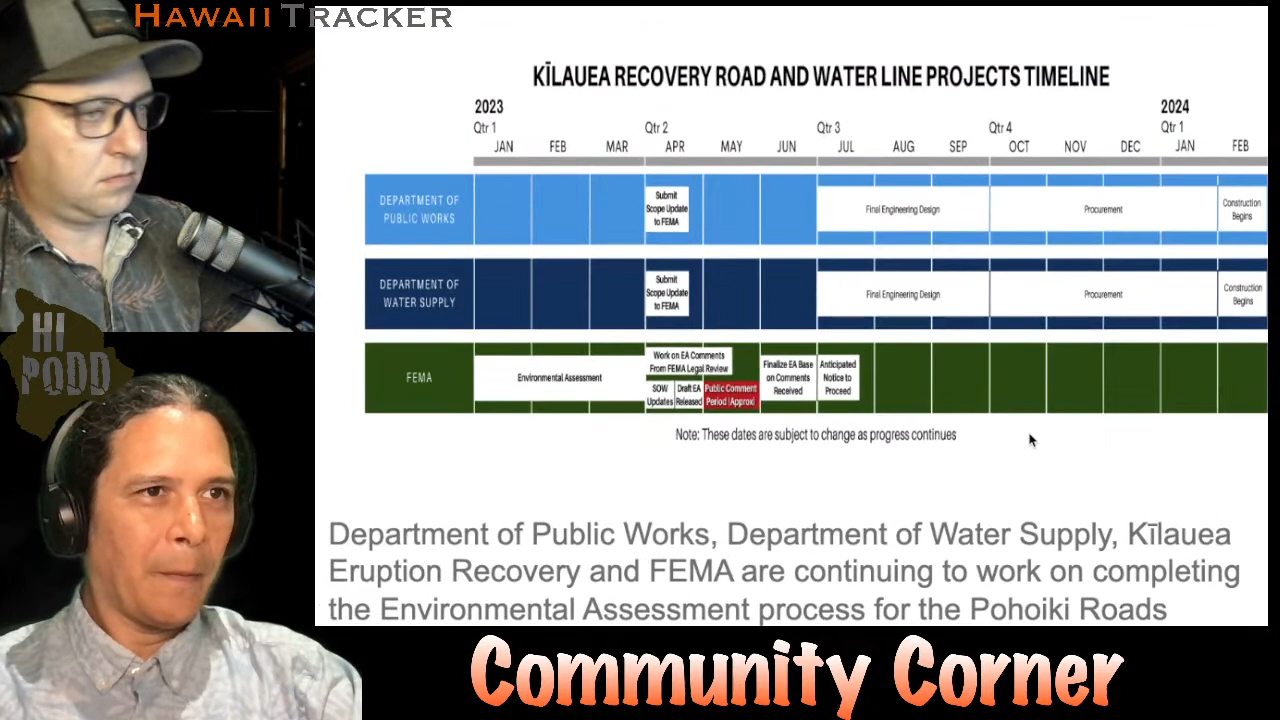 HAWAII TRACKER
KĪLAUEA RECOVERY ROAD AND WATER LINE PROJECTS TIMELINE
2023 2024
Qtr 1 Qtr 2 Qtr 3 Qtr 4 Qtr 1
JAN FEB MAR APR MAY JUN JUL AUG SEP OCT NOV DEC JAN FEB
DEPARTMENT OF
PUBLIC WORKS
Submit
Scope Update
to FEMA
Final Engineering Design
Procurement
Construction
Begins
DEPARTMENT OF
WATER SUPPLY
Submit
Scope Update
to FEMA
Final Engineering Design
Procurement
Construction
Begins
FEMA
Environmental Assessment
Work on EA Comments
From FEMA Legal Review
SOW
Updates
Draft EA
Released
Public Comment
Period (Approx)
Finalize EA Base
on Comments
Received
Anticipated
Notice to
Proceed
Note: These dates are subject to change as progress continues
Department of Public Works, Department of Water Supply, Kīlauea
Eruption Recovery and FEMA are continuing to work on completing
the Environmental Assessment process for the Pohoiki Roads
HI
PODD
Community Corner